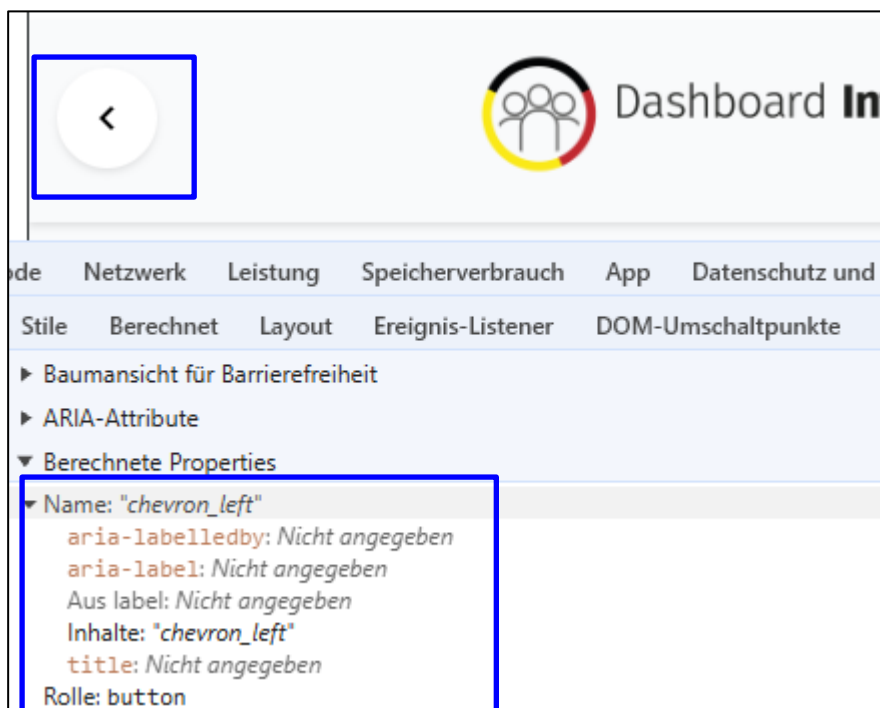 Dashboard In
ode Netzwerk Leistung Speicherverbrauch App Datenschutz und
Stile Berechnet Layout Ereignis-Listener DOM-Umschaltpunkte
Baumansicht für Barrierefreiheit
ARIA-Attribute
Berechnete Properties
Name: "chevron_left"
aria-labelledby: Nicht angegeben
aria-label: Nicht angegeben
Aus label: Nicht angegeben
Inhalte: "chevron_left"
title: Nicht angegeben
Rolle: button